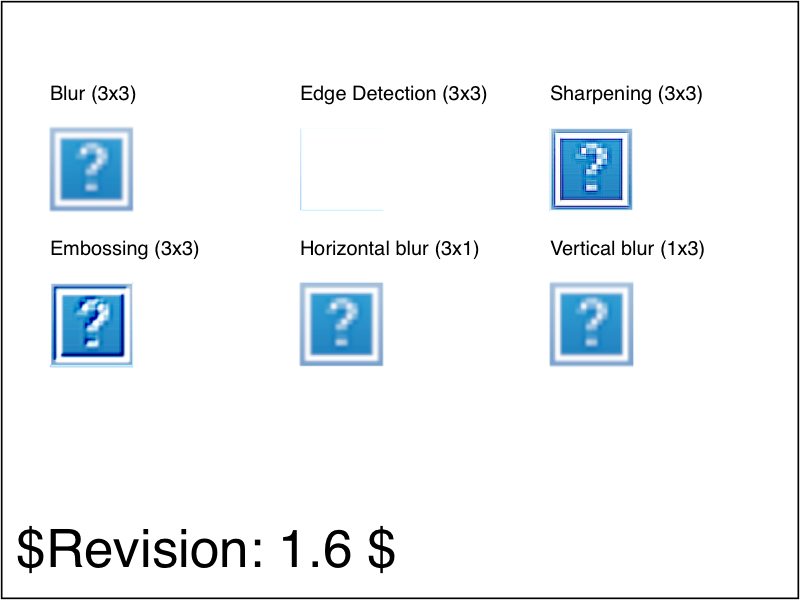 Blur (3x3)
Edge Detection (3x3)
Sharpening (3x3)
?
?
Embossing (3x3)
Horizontal blur (3x1)
Vertical blur (1x3)
?
?
?
$Revision: 1.6 $